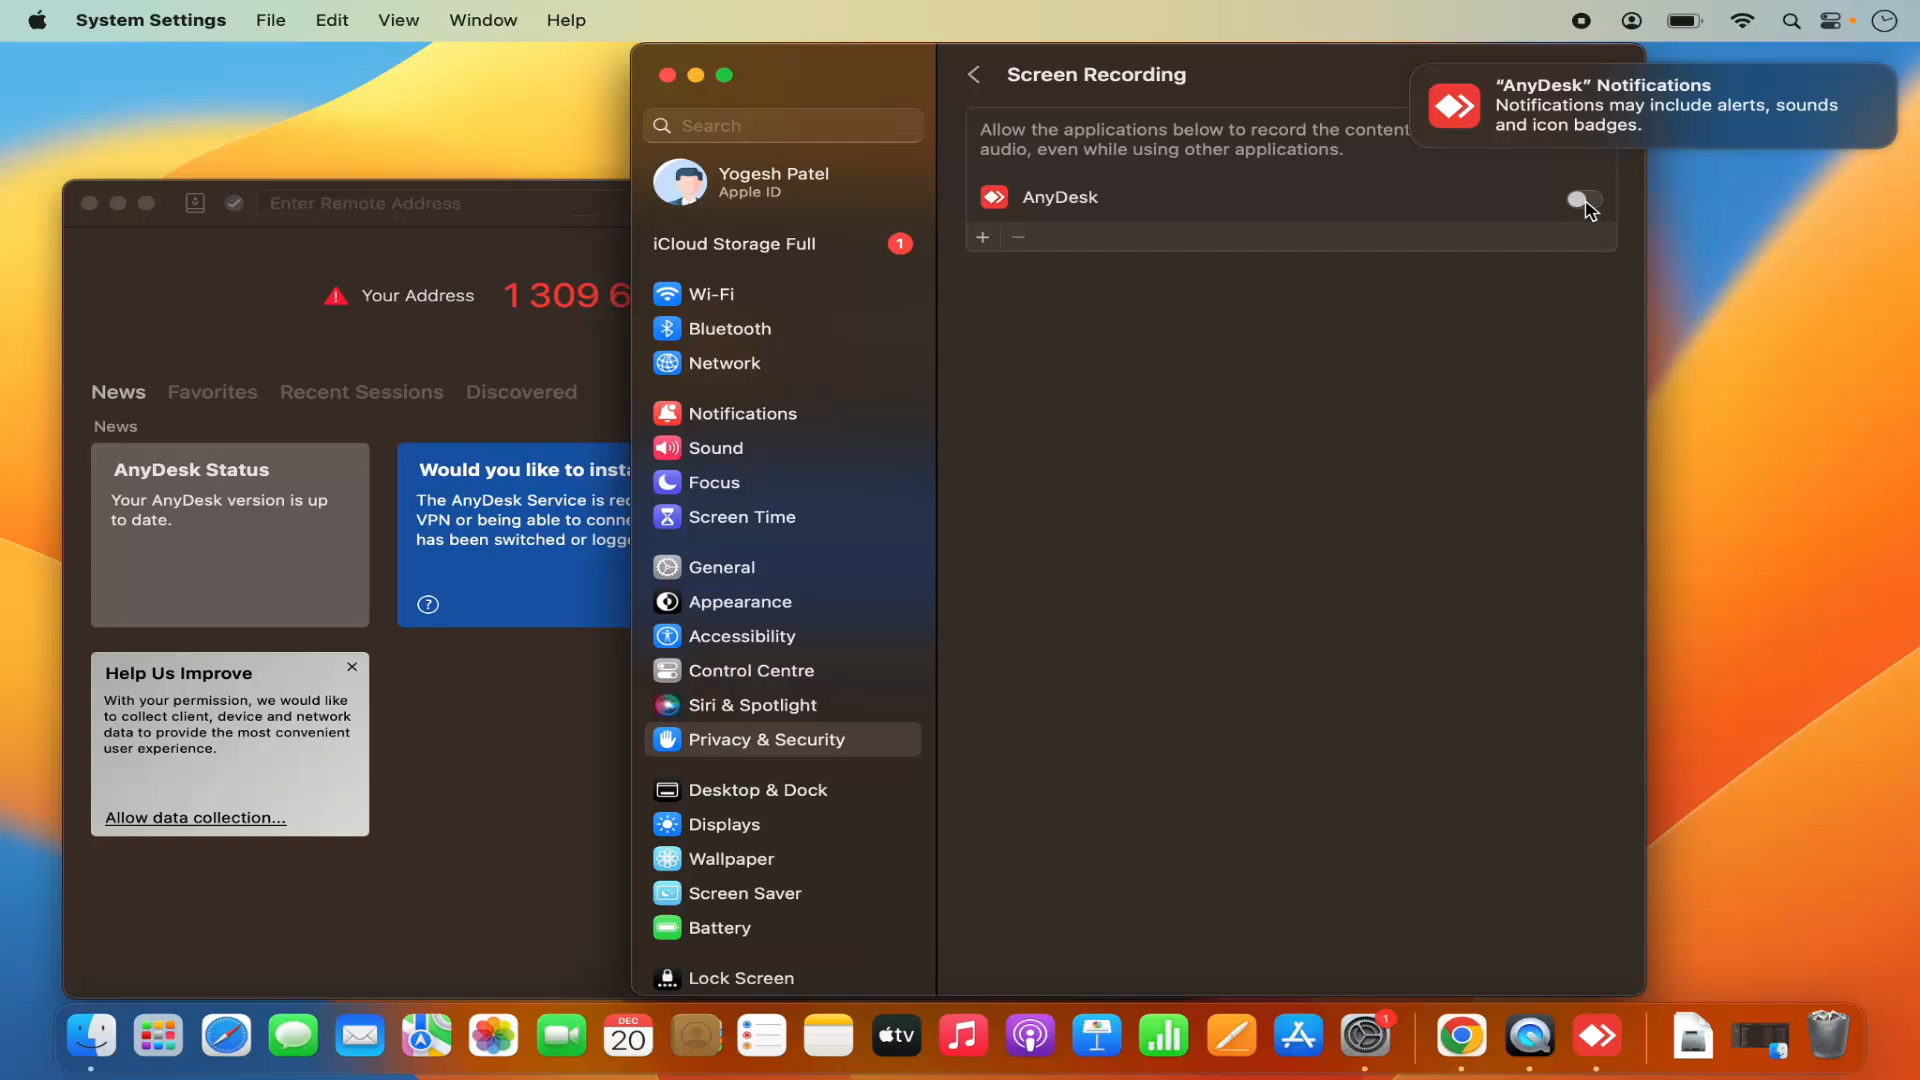 System Settings File Edit View Window Help
Screen Recording
"AnyDesk" Notifications
Notifications may include alerts, sounds
and icon badges.
Search
Allow the applications below to record the content
audio, even while using other applications.
Yogesh Patel
Apple ID
AnyDesk
Enter Remote Address
iCloud Storage Full 1
Your Address 1 309 6
Wi-Fi
Bluetooth
Network
News Favorites Recent Sessions Discovered
Notifications
News
Sound
AnyDesk Status
Your AnyDesk version is up
to date.
Would you like to insta
The AnyDesk Service is re
VPN or being able to conne
has been switched or logg
?
Focus
Screen Time
General
Appearance
Accessibility
Help Us Improve
With your permission, we would like
to collect client, device and network
data to provide the most convenient
user experience.
Allow data collection...
Control Centre
Siri & Spotlight
Privacy & Security
Desktop & Dock
Displays
Wallpaper
Screen Saver
Battery
Lock Screen
DEC
20
tv
1